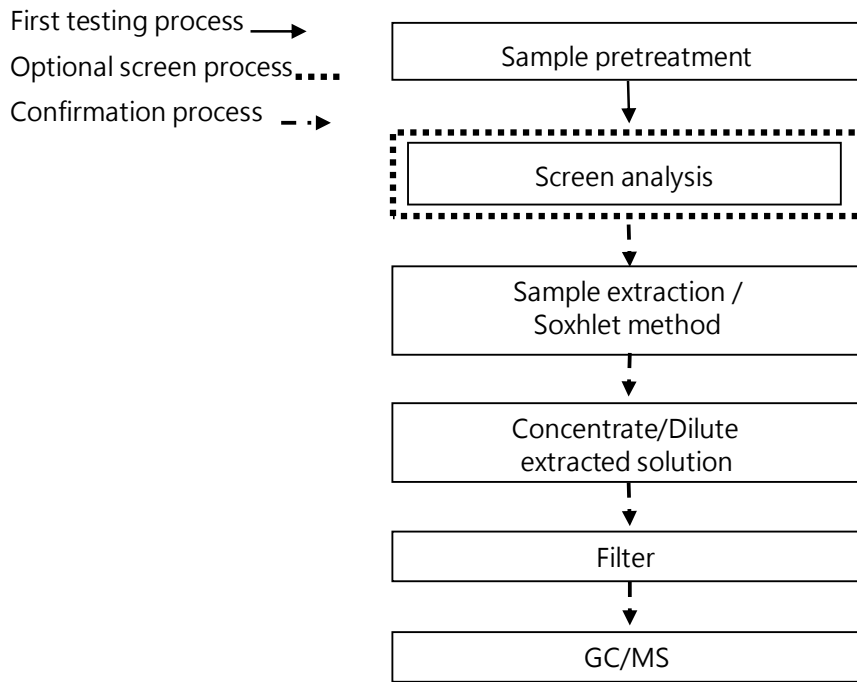 First testing process
Optional screen process
Confirmation process
Sample pretreatment
Screen analysis
Sample extraction /
Soxhlet method
Concentrate/Dilute
extracted solution
Filter
GC/MS